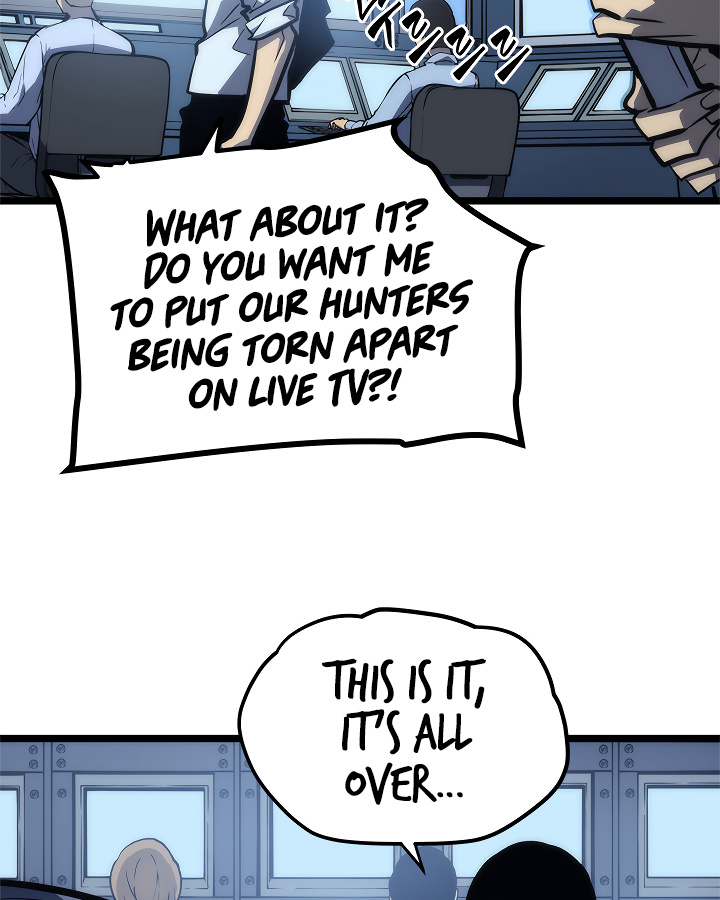 WHAT ABOUT IT?
DO YOU WANT ME
TO PUT OUR HUNTERS
BEING TORN APART
ON LIVE TV?!
THIS IS IT,
IT'S ALL
OVER...